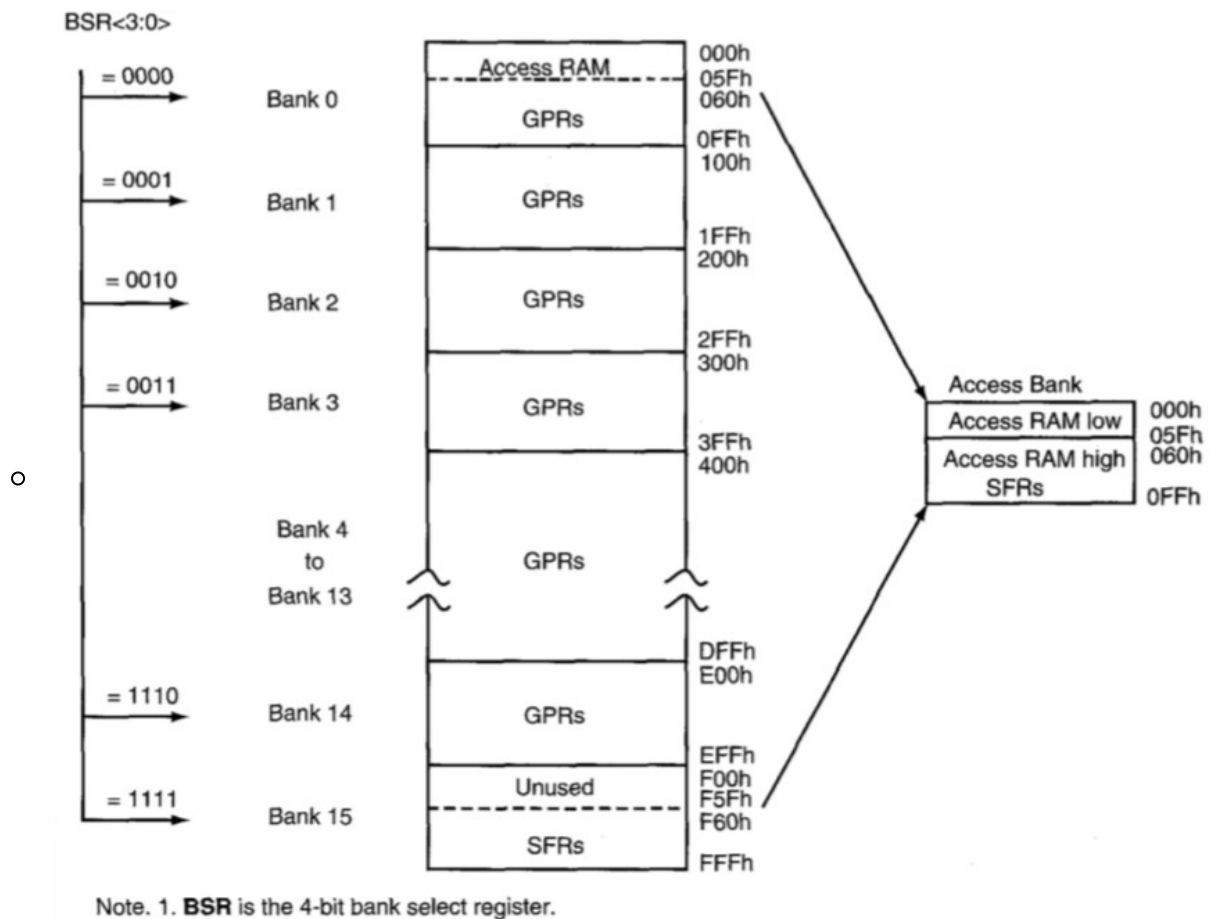 BSR<3:0>
= 0000
Bank 0
Access RAM
GPRs
000h
05Fh
060h
0FFh
= 0001
Bank 1
GPRs
100h
1FFh
= 0010
Bank 2
GPRs
200h
2FFh
= 0011
Bank 3
GPRs
300h
3FFh
Bank 4
to
Bank 13
GPRs
400h
DFFh
= 1110
Bank 14
GPRs
E00h
EFFh
= 1111
Bank 15
Unused
SFRs
F00h
F5Fh
F60h
FFFh
Access Bank
Access RAM low
Access RAM high
SFRs
000h
05Fh
060h
0FFh
Note. 1. BSR is the 4-bit bank select register.